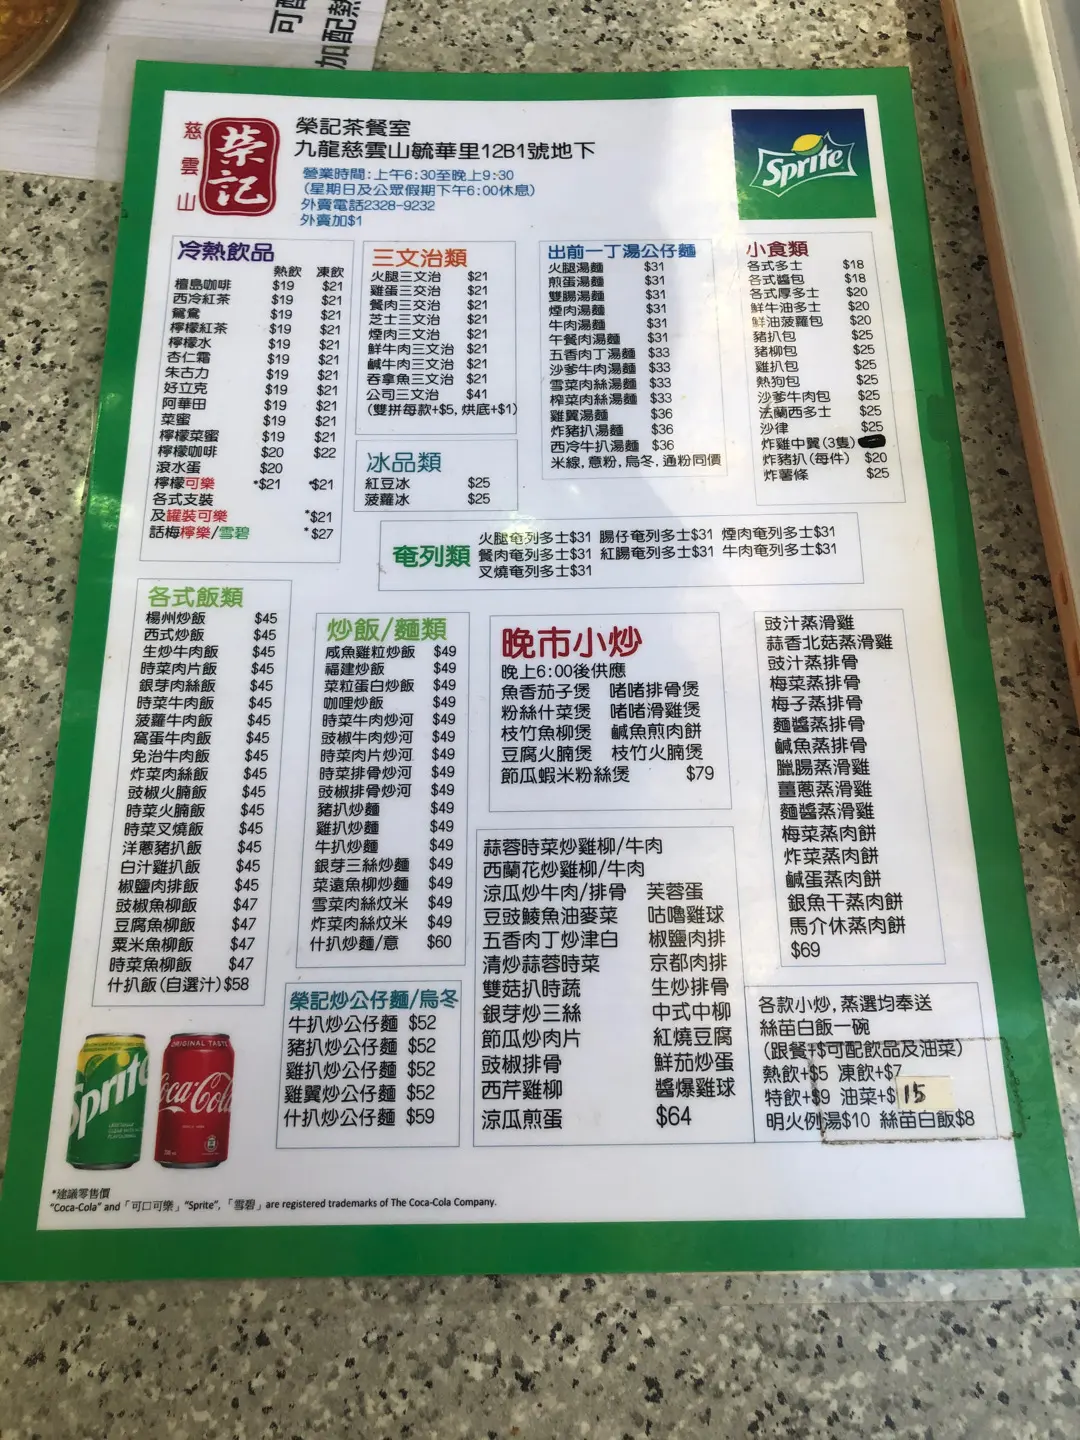 可配
加配熱
慈雲山
榮記
榮記茶餐室
九龍慈雲山毓華里12B1號地下
營業時間:上午6:30至晚上9:30
(星期日及公眾假期下午6:00休息)
外賣電話2328-9232
外賣加$1
Sprite
冷熱飲品
熱飲 凍飲
檀島咖啡 $19 $21
西冷紅茶 $19 $21
鴛鴦 $19 $21
檸檬紅茶 $19 $21
檸檬水 $19 $21
杏仁霜 $19 $21
朱古力 $19 $21
好立克 $19 $21
阿華田 $19 $21
菜蜜 $19 $21
檸檬菜蜜 $19 $21
檸檬咖啡 $20 $22
滾水蛋 $20
檸檬可樂 *$21 *$21
各式支裝
及罐裝可樂 *$21
話梅檸樂/雪碧 *$27
三文治類
火腿三文治 $21
雞蛋三文治 $21
餐肉三文治 $21
芝士三文治 $21
煙肉三文治 $21
鮮牛肉三文治 $21
鹹牛肉三文治 $21
吞拿魚三文治 $21
公司三文治 $41
(雙拼每款+$5, 烘底+$1)
冰品類
紅豆冰 $25
菠蘿冰 $25
出前一丁湯公仔麵
火腿湯麵 $31
煎蛋湯麵 $31
雙腸湯麵 $31
煙肉湯麵 $31
牛肉湯麵 $31
午餐肉湯麵 $31
五香肉丁湯麵 $33
沙爹牛肉湯麵 $33
雪菜肉絲湯麵 $33
榨菜肉絲湯麵 $33
雞翼湯麵 $36
炸豬扒湯麵 $36
西冷牛扒湯麵 $36
米線,意粉,烏冬,通粉同價
小食類
各式多士 $18
各式醬包 $18
各式厚多士 $20
鮮牛油多士 $20
鮮油菠蘿包 $20
豬扒包 $25
豬柳包 $25
雞扒包 $25
熱狗包 $25
沙爹牛肉包 $25
法蘭西多士 $25
沙律 $25
炸雞中翼(3隻)
炸豬扒(每件) $20
炸薯條 $25
奄列類
火腿奄列多士$31 腸仔奄列多士$31 煙肉奄列多士$31
餐肉奄列多士$31 紅腸奄列多士$31 牛肉奄列多士$31
叉燒奄列多士$31
各式飯類
楊州炒飯 $45
西式炒飯 $45
生炒牛肉飯 $45
時菜肉片飯 $45
銀芽肉絲飯 $45
時菜牛肉飯 $45
菠蘿牛肉飯 $45
窩蛋牛肉飯 $45
免治牛肉飯 $45
炸菜肉絲飯 $45
豉椒火腩飯 $45
時菜火腩飯 $45
時菜叉燒飯 $45
洋蔥豬扒飯 $45
白汁雞扒飯 $45
椒鹽肉排飯 $45
豉椒魚柳飯 $47
豆腐魚柳飯 $47
粟米魚柳飯 $47
時菜魚柳飯 $47
什扒飯(自選汁)$58
炒飯/麵類
咸魚雞粒炒飯 $49
福建炒飯 $49
菜粒蛋白炒飯 $49
咖哩炒飯 $49
時菜牛肉炒河 $49
豉椒牛肉炒河 $49
時菜肉片炒河 $49
時菜排骨炒河 $49
豉椒排骨炒河 $49
豬扒炒麵 $49
雞扒炒麵 $49
牛扒炒麵 $49
銀芽三絲炒麵 $49
菜遠魚柳炒麵 $49
雪菜肉絲炆米 $49
炸菜肉絲炆米 $49
什扒炒麵/意 $60
榮記炒公仔麵/烏冬
牛扒炒公仔麵 $52
豬扒炒公仔麵 $52
雞扒炒公仔麵 $52
雞翼炒公仔麵 $52
什扒炒公仔麵 $59
晚市小炒
晚上6:00後供應
魚香茄子煲 啫啫排骨煲
粉絲什菜煲 啫啫滑雞煲
枝竹魚柳煲 鹹魚煎肉餅
豆腐火腩煲 枝竹火腩煲
節瓜蝦米粉絲煲 $79
蒜蓉時菜炒雞柳/牛肉
西蘭花炒雞柳/牛肉
涼瓜炒牛肉/排骨 芙蓉蛋
豆豉鯪魚油麥菜 咕嚕雞球
五香肉丁炒津白 椒鹽肉排
清炒蒜蓉時菜 京都肉排
雙菇扒時蔬 生炒排骨
銀芽炒三絲 中式牛柳
節瓜炒肉片 紅燒豆腐
豉椒排骨 鮮茄炒蛋
西芹雞柳 醬爆雞球
涼瓜煎蛋 $64
豉汁蒸滑雞
蒜香北菇蒸滑雞
豉汁蒸排骨
梅菜蒸排骨
梅子蒸排骨
麵醬蒸排骨
鹹魚蒸排骨
臘腸蒸滑雞
薑蔥蒸滑雞
麵醬蒸滑雞
梅菜蒸肉餅
炸菜蒸肉餅
鹹蛋蒸肉餅
銀魚干蒸肉餅
馬介休蒸肉餅
$69
各款小炒,蒸選均奉送
絲苗白飯一碗
(跟餐+$可配飲品及油菜)
熱飲+$5 凍飲+$7
特飲+$9 油菜+$15
明火例湯$10 絲苗白飯$8
Sprite
ORIGINAL TASTE
Coca-Cola
*建議零售價
"Coca-Cola" and「可口可樂」"Sprite",「雪碧」are registered trademarks of The Coca-Cola Company.